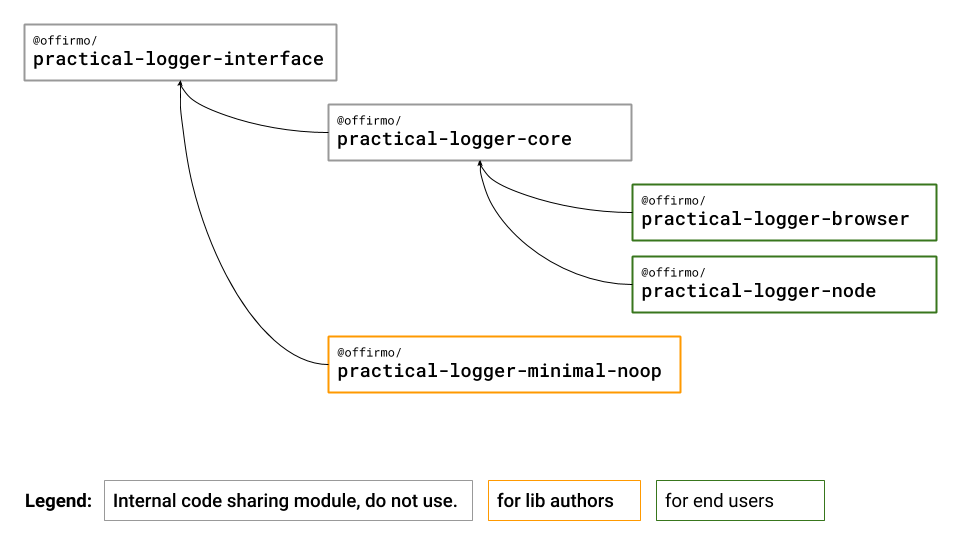 @offirmo/
practical-logger-interface
@offirmo/
practical-logger-core
@offirmo/
practical-logger-browser
@offirmo/
practical-logger-node
@offirmo/
practical-logger-minimal-noop
Legend: Internal code sharing module, do not use. for lib authors for end users